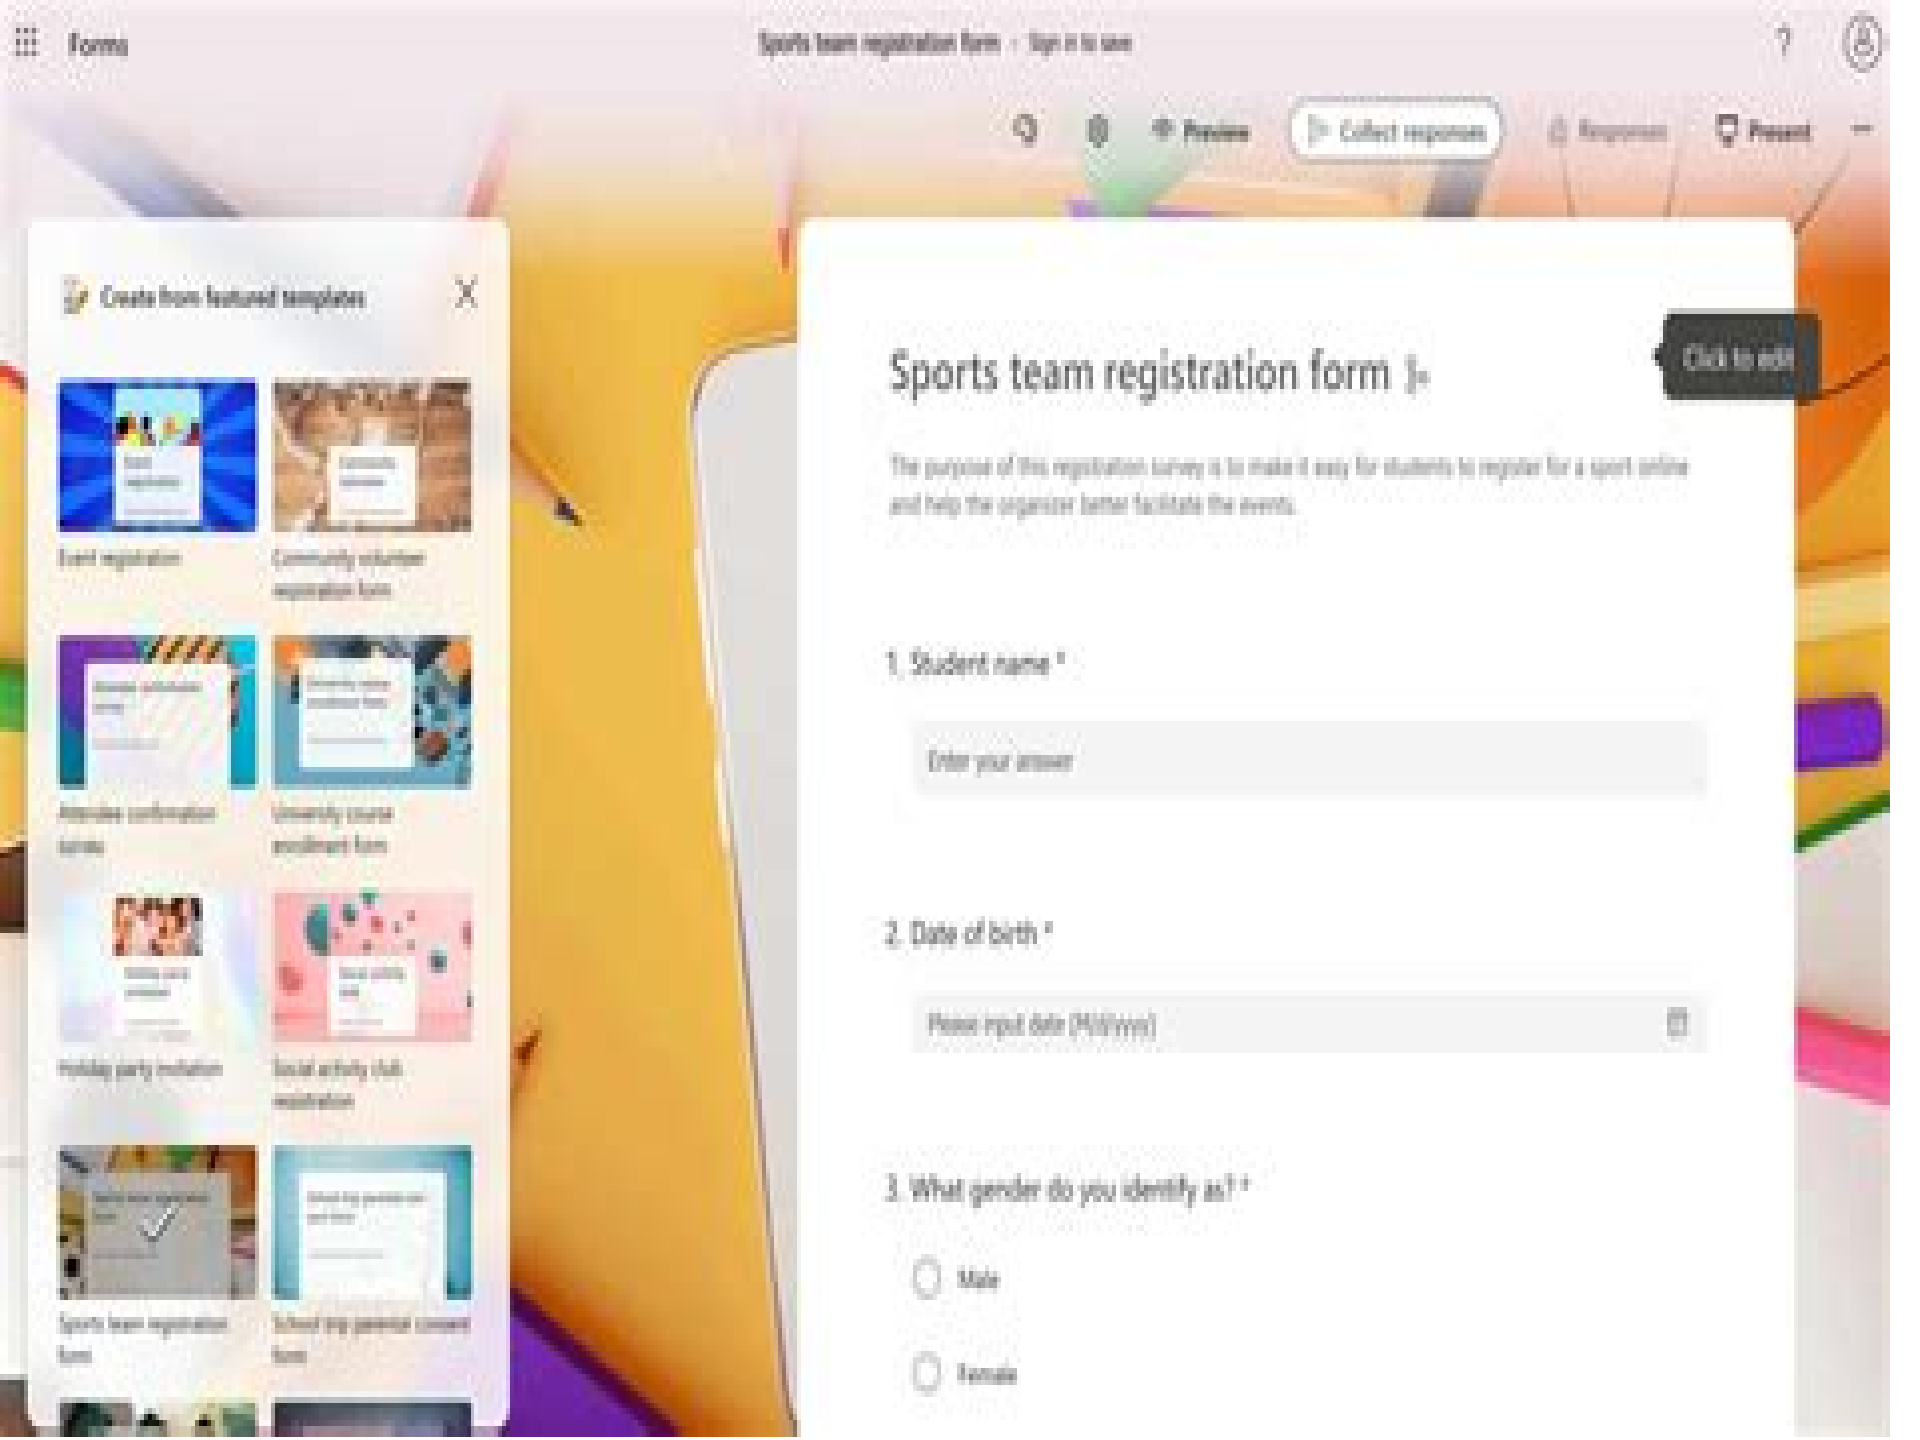 Forms
Sports team registration form - Sign in to save
?
Preview
Collect responses
Responses
Present
Create from featured templates
Event registration
Community volunteer
registration form
Attendee confirmation
survey
University course
enrollment form
Holiday party invitation
Social activity club
registration
Sports team registration
form
School trip parental consent
form
Click to edit
Sports team registration form
The purpose of this registration survey is to make it easy for students to register for a sport online
and help the organizer better facilitate the events.
1. Student name *
Enter your answer
2. Date of birth *
Please input date (M/d/yyyy)
3. What gender do you identify as? *
Male
Female